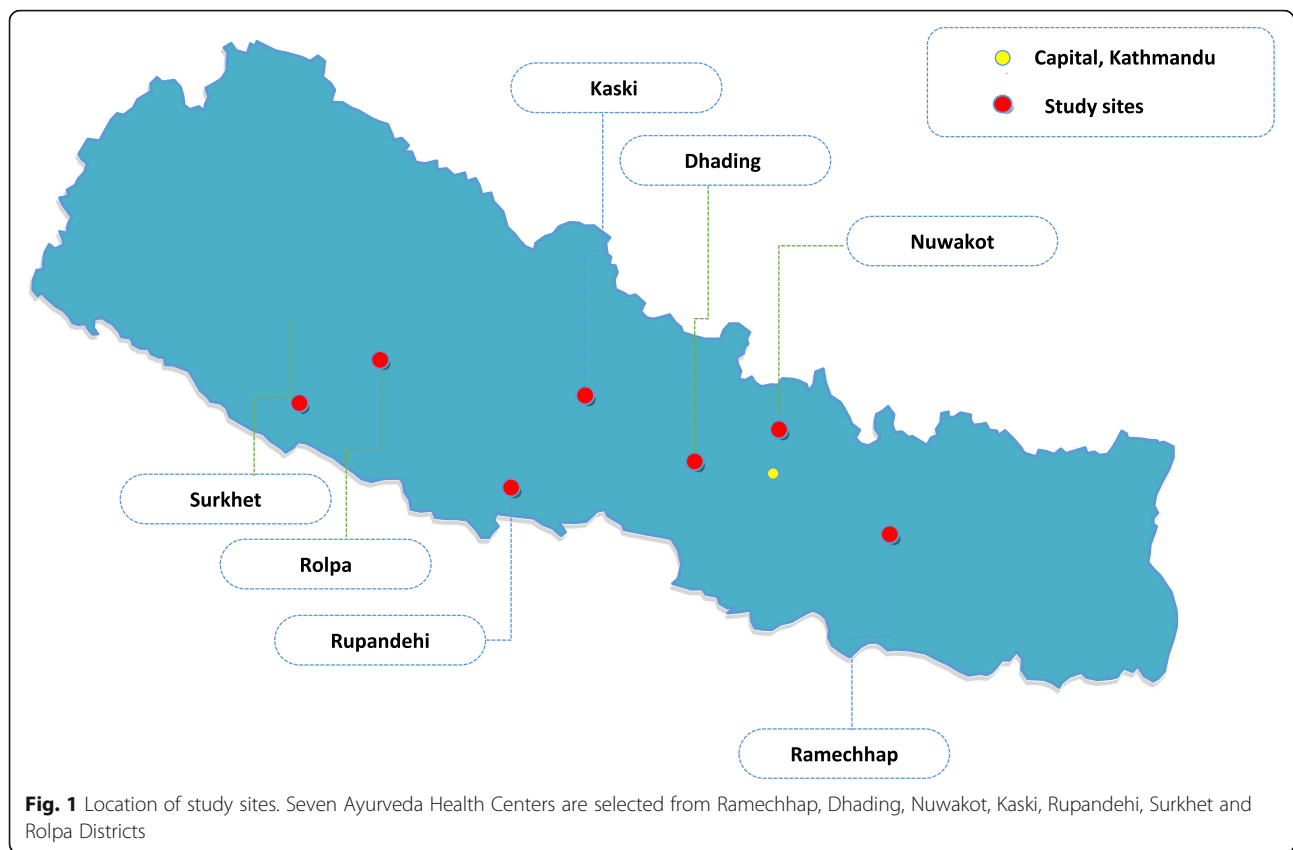 Capital, Kathmandu
Study sites
Kaski
Dhading
Nuwakot
Surkhet
Rolpa
Rupandehi
Ramechhap
Fig. 1 Location of study sites. Seven Ayurveda Health Centers are selected from Ramechhap, Dhading, Nuwakot, Kaski, Rupandehi, Surkhet and
Rolpa Districts